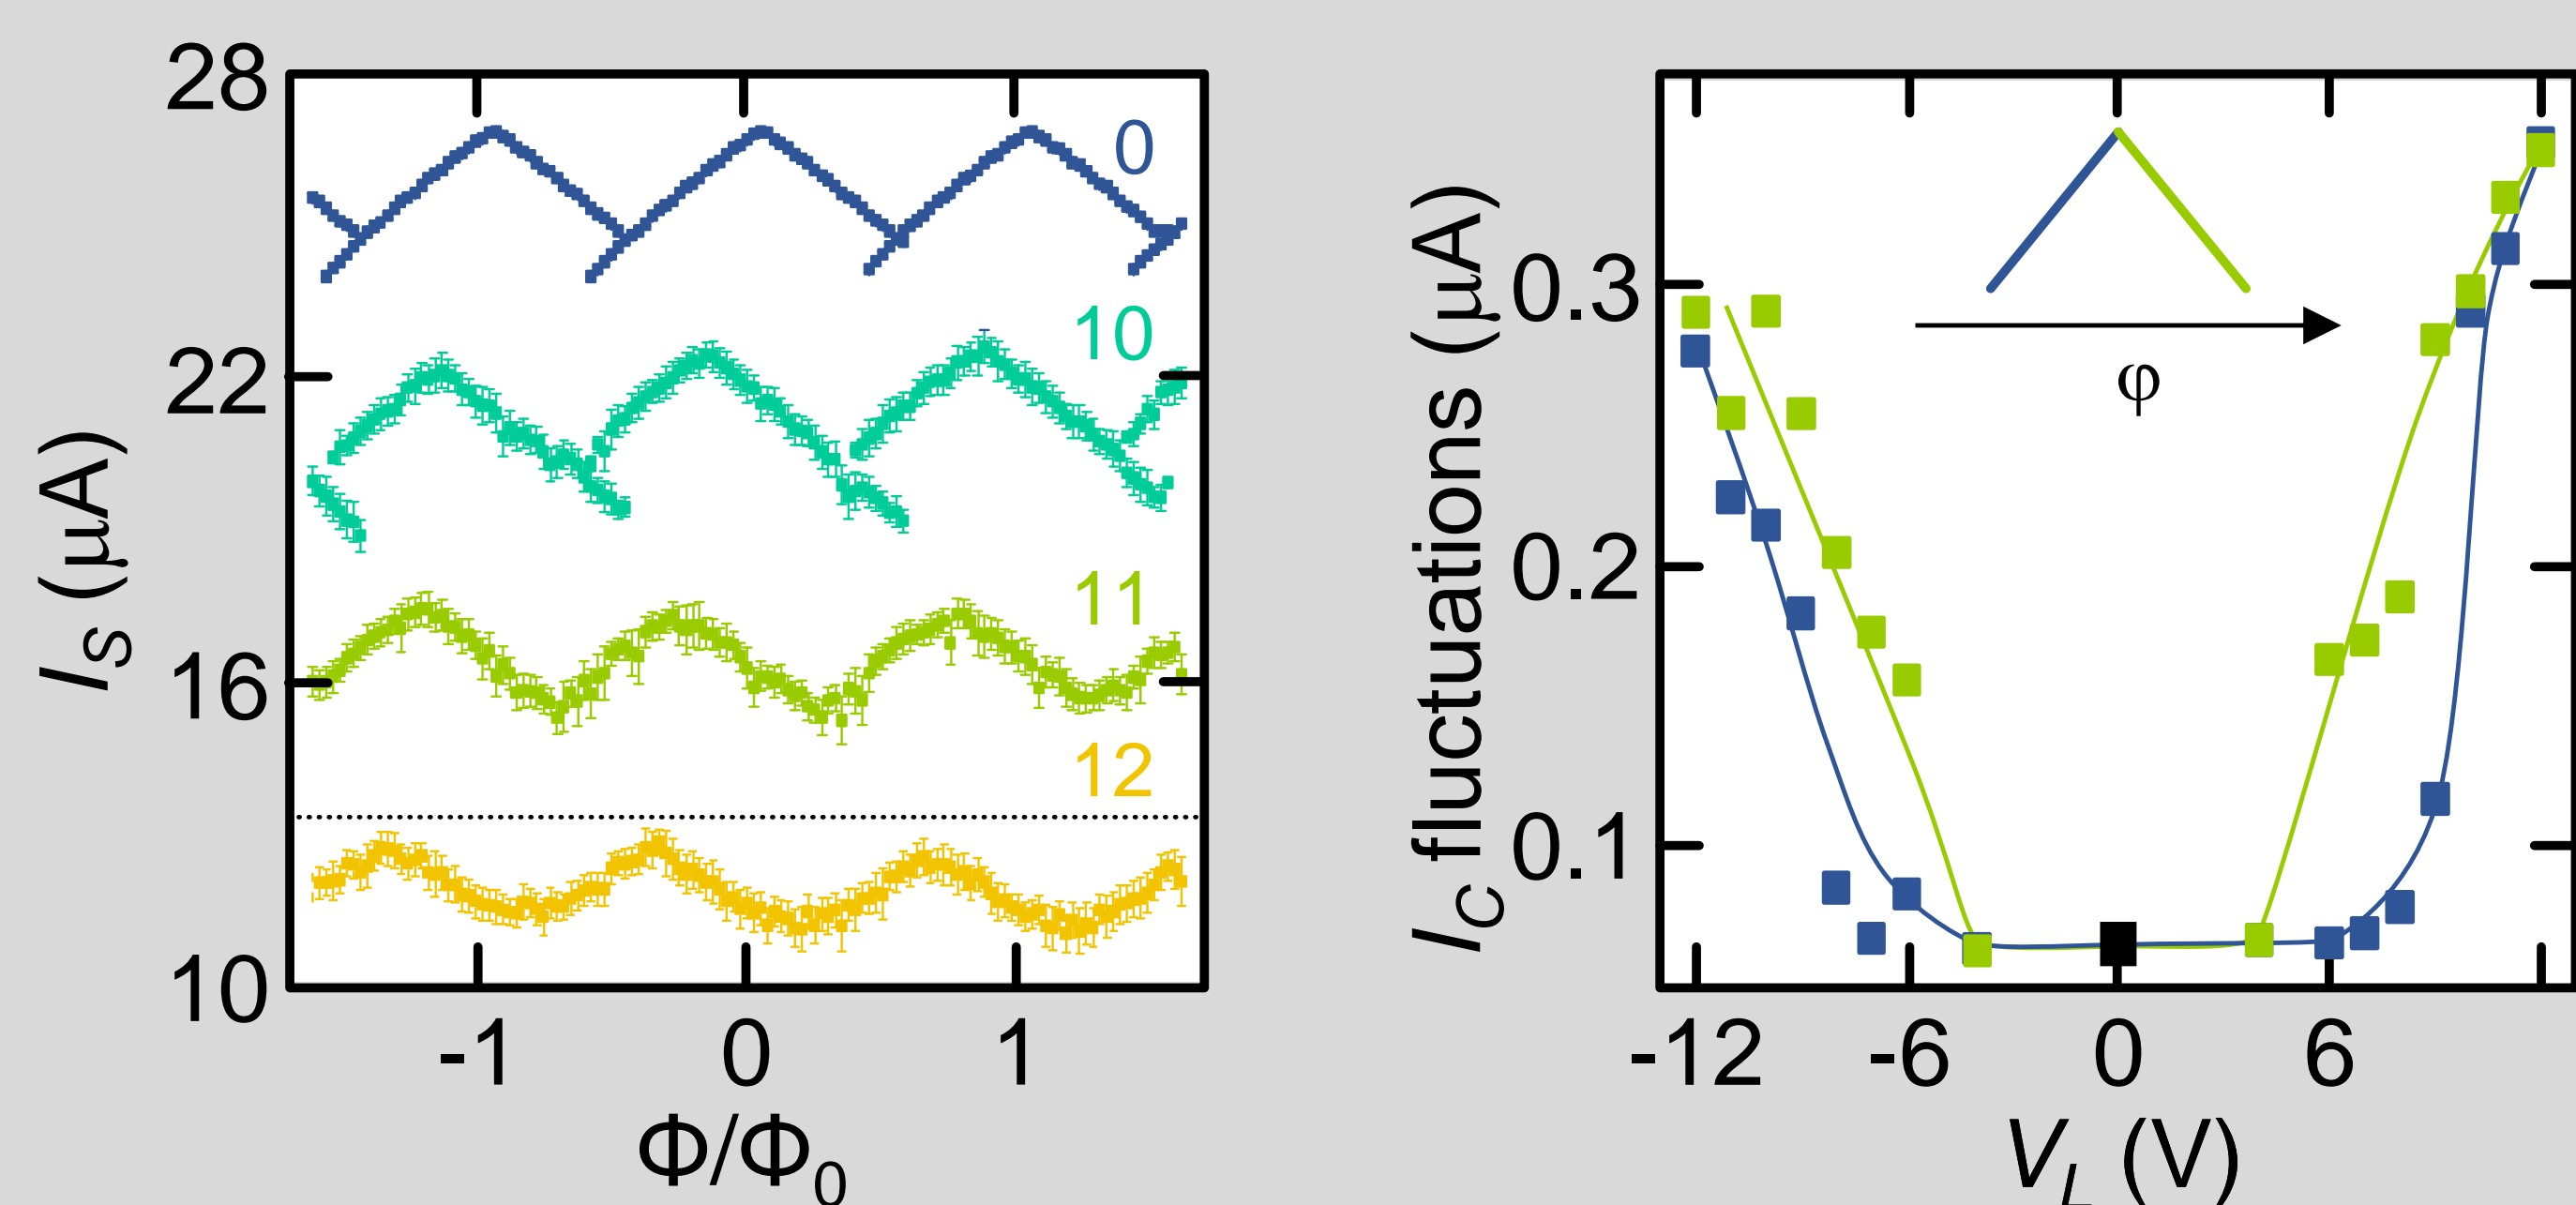 28
22
16
10
I_S (μA)
0
10
11
12
-1 0 1
Φ/Φ₀
I_C fluctuations (μA)
0.3
0.2
0.1
φ
-12 -6 0 6
V_L (V)